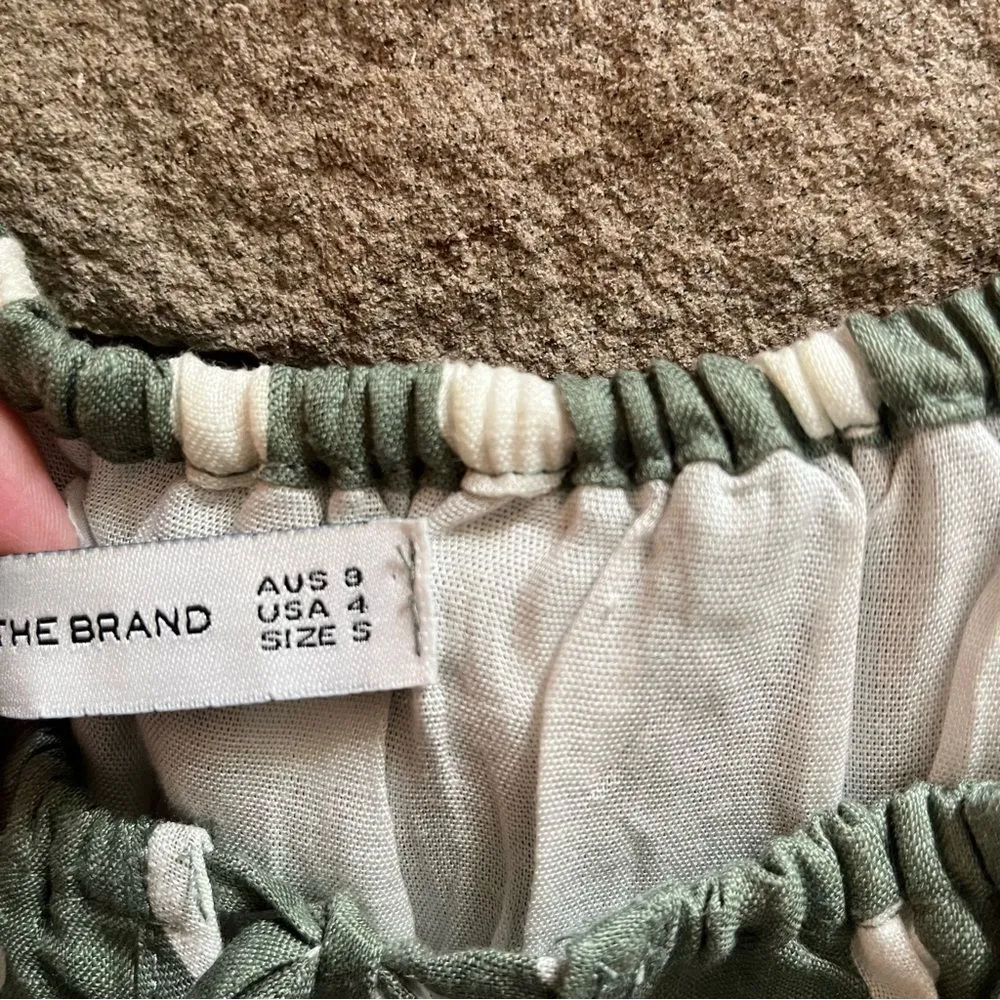 THE BRAND
AUS 8
USA 4
SIZE S